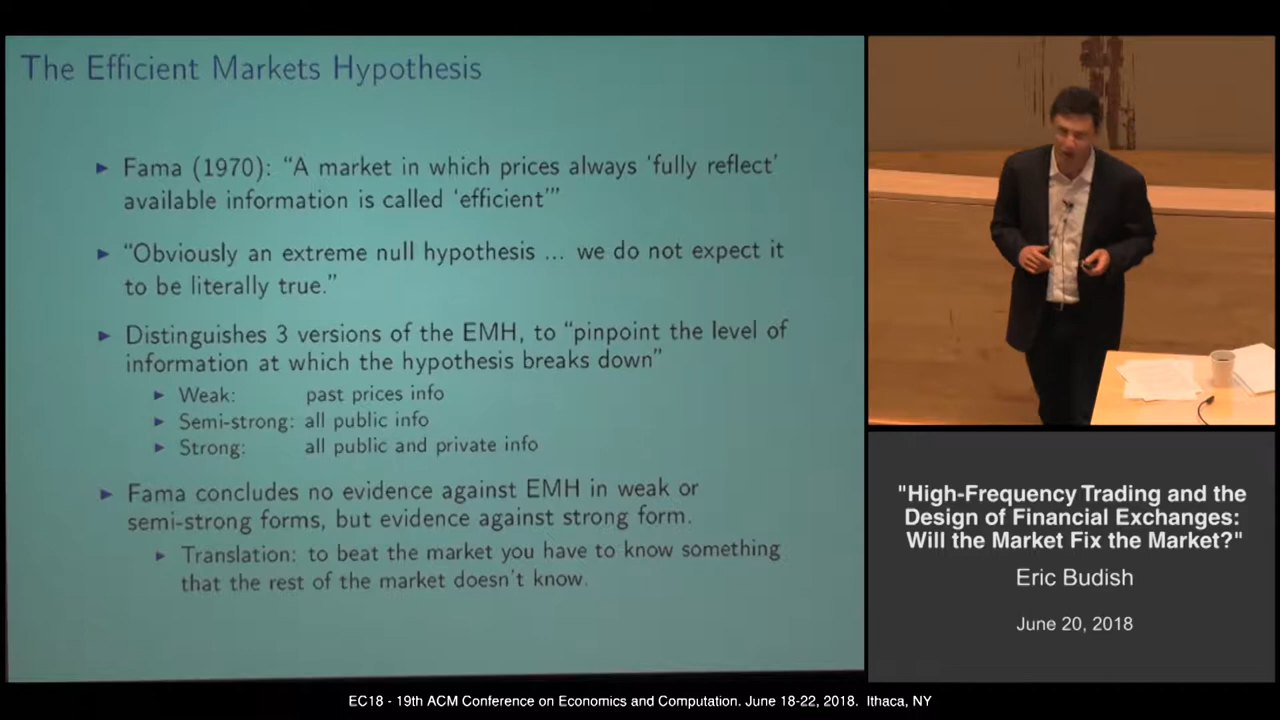 The Efficient Markets Hypothesis
► Fama (1970): “A market in which prices always ‘fully reflect’
available information is called ‘efficient’”
► “Obviously an extreme null hypothesis ... we do not expect it
to be literally true.”
► Distinguishes 3 versions of the EMH, to “pinpoint the level of
information at which the hypothesis breaks down”
► Weak: past prices info
► Semi-strong: all public info
► Strong: all public and private info
► Fama concludes no evidence against EMH in weak or
semi-strong forms, but evidence against strong form.
► Translation: to beat the market you have to know something
that the rest of the market doesn't know.
"High-Frequency Trading and the
Design of Financial Exchanges:
Will the Market Fix the Market?"
Eric Budish
June 20, 2018
EC18 - 19th ACM Conference on Economics and Computation. June 18-22, 2018. Ithaca, NY